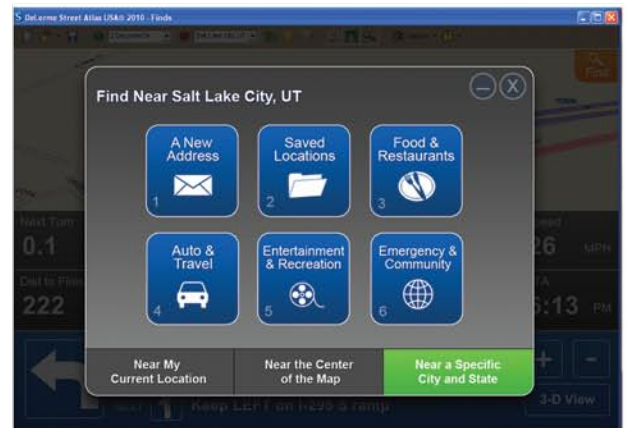 DeLorme Street Atlas USA® 2010 - Finds
Find
Find Near Salt Lake City, UT
A New
Address
1
Saved
Locations
2
Food &
Restaurants
3
Auto &
Travel
4
Entertainment
& Recreation
5
Emergency &
Community
6
Near My
Current Location
Near the Center
of the Map
Near a Specific
City and State
Next Turn
0.1
26 MPH
222
:13 PM
Keep LEFT on I-295 S ramp
3-D View